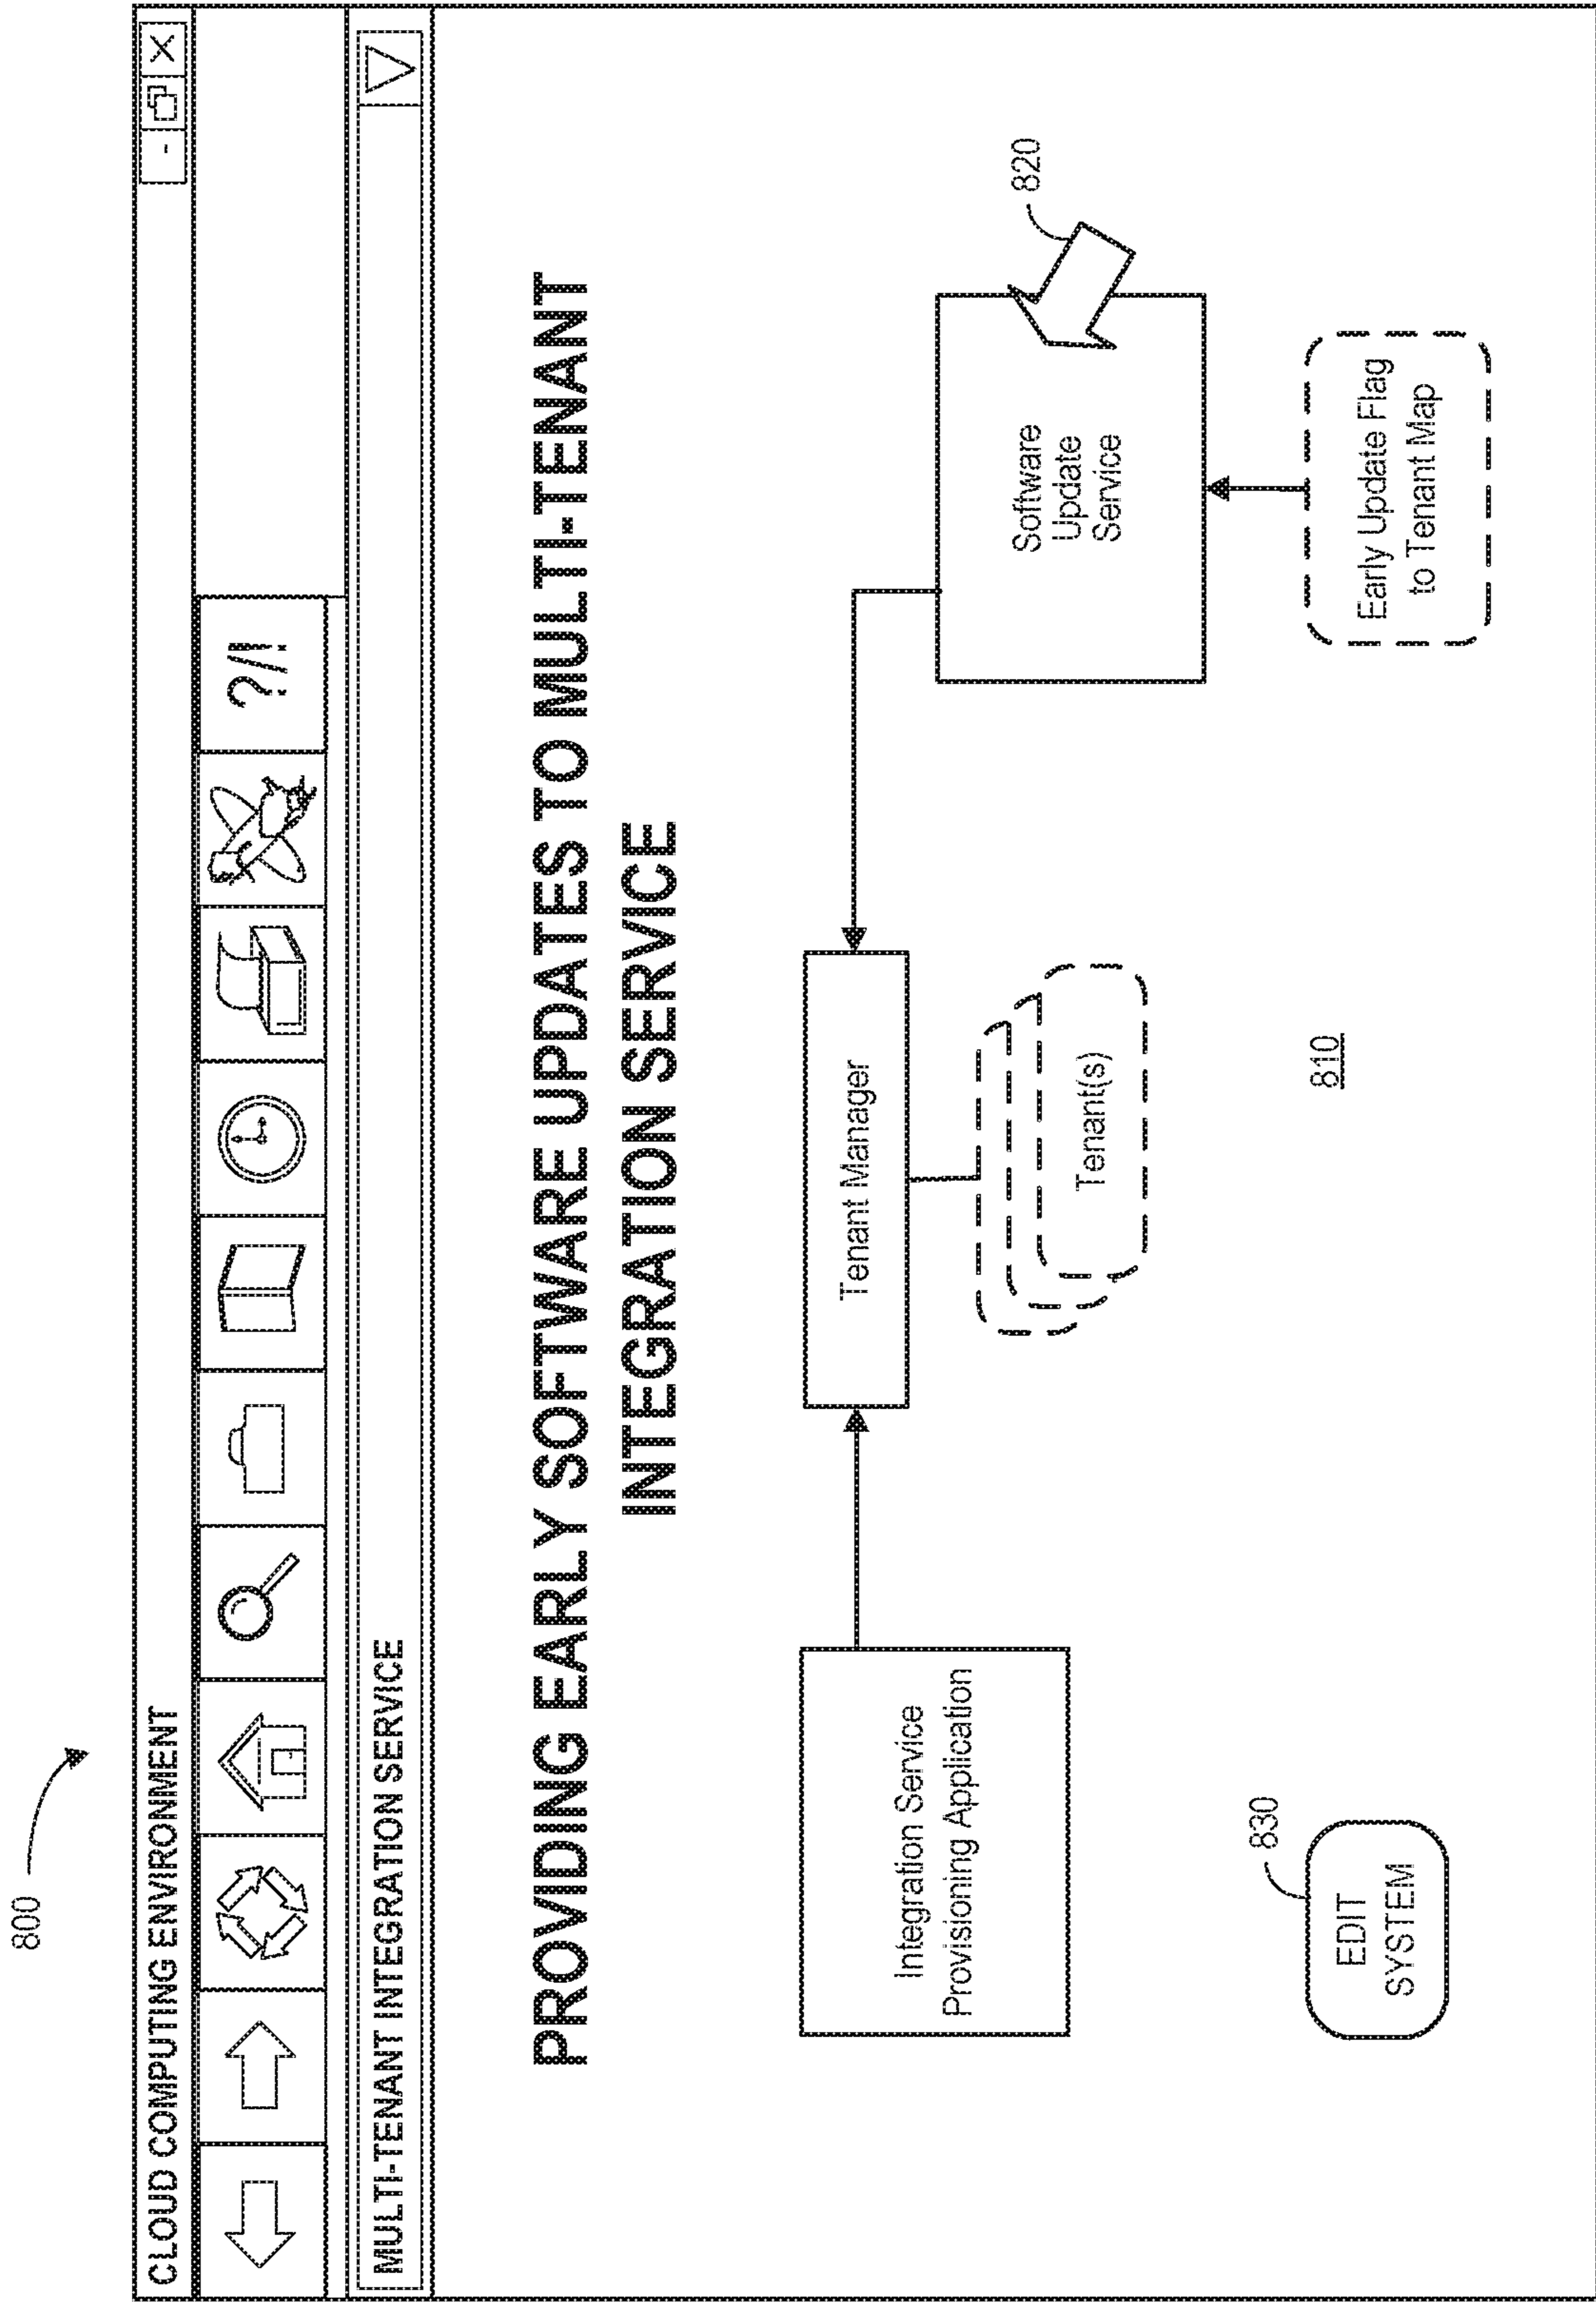 800
CLOUD COMPUTING ENVIRONMENT
- X
?/!
MULTI-TENANT INTEGRATION SERVICE
PROVIDING EARLY SOFTWARE UPDATES TO MULTI-TENANT
INTEGRATION SERVICE
Integration Service
Provisioning Application
Tenant Manager
Tenant(s)
Software
Update
Service
820
Early Update Flag
to Tenant Map
810
830
EDIT
SYSTEM